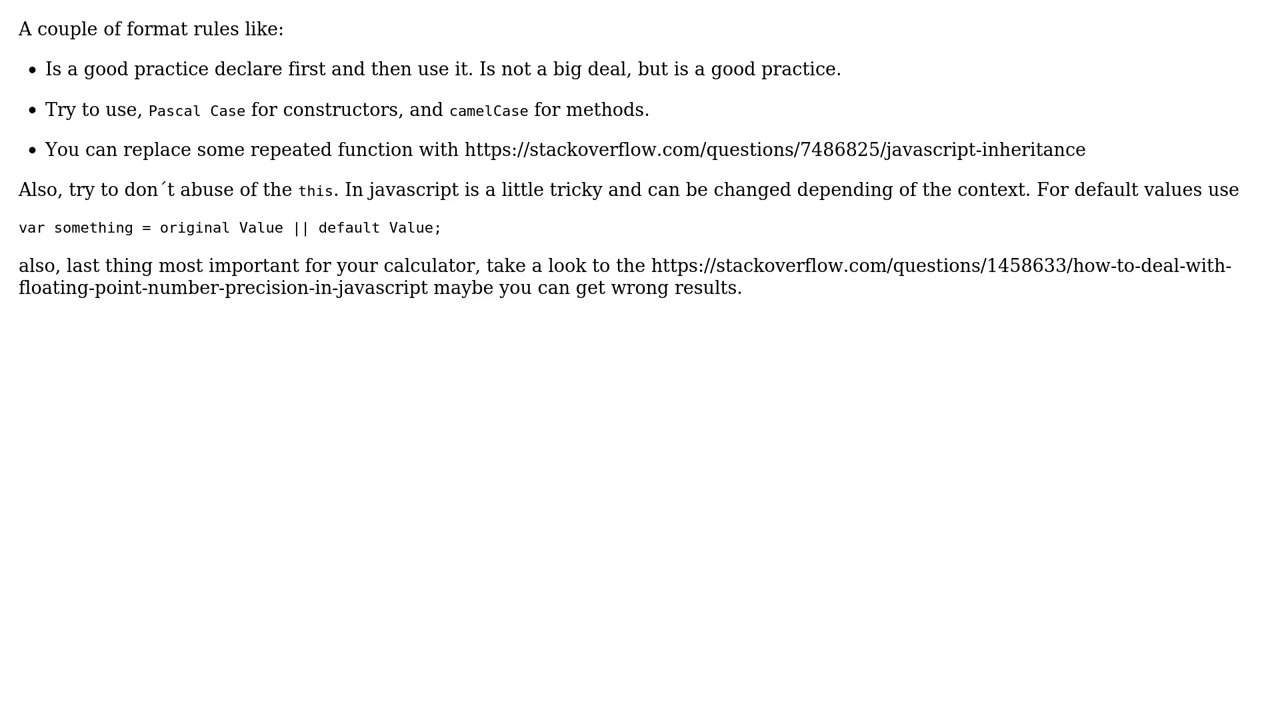 A couple of format rules like:
• Is a good practice declare first and then use it. Is not a big deal, but is a good practice.
• Try to use, Pascal Case for constructors, and camelCase for methods.
• You can replace some repeated function with https://stackoverflow.com/questions/7486825/javascript-inheritance
Also, try to don´t abuse of the this. In javascript is a little tricky and can be changed depending of the context. For default values use
var something = original Value || default Value;
also, last thing most important for your calculator, take a look to the https://stackoverflow.com/questions/1458633/how-to-deal-with-
floating-point-number-precision-in-javascript maybe you can get wrong results.